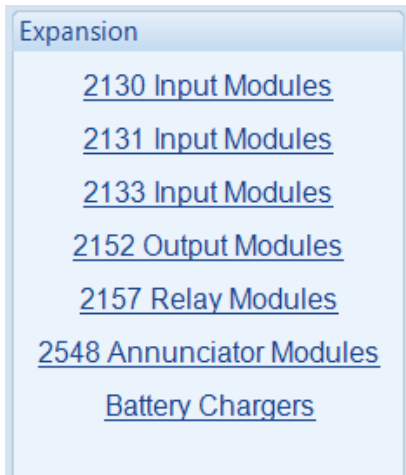 Expansion
2130 Input Modules
2131 Input Modules
2133 Input Modules
2152 Output Modules
2157 Relay Modules
2548 Annunciator Modules
Battery Chargers